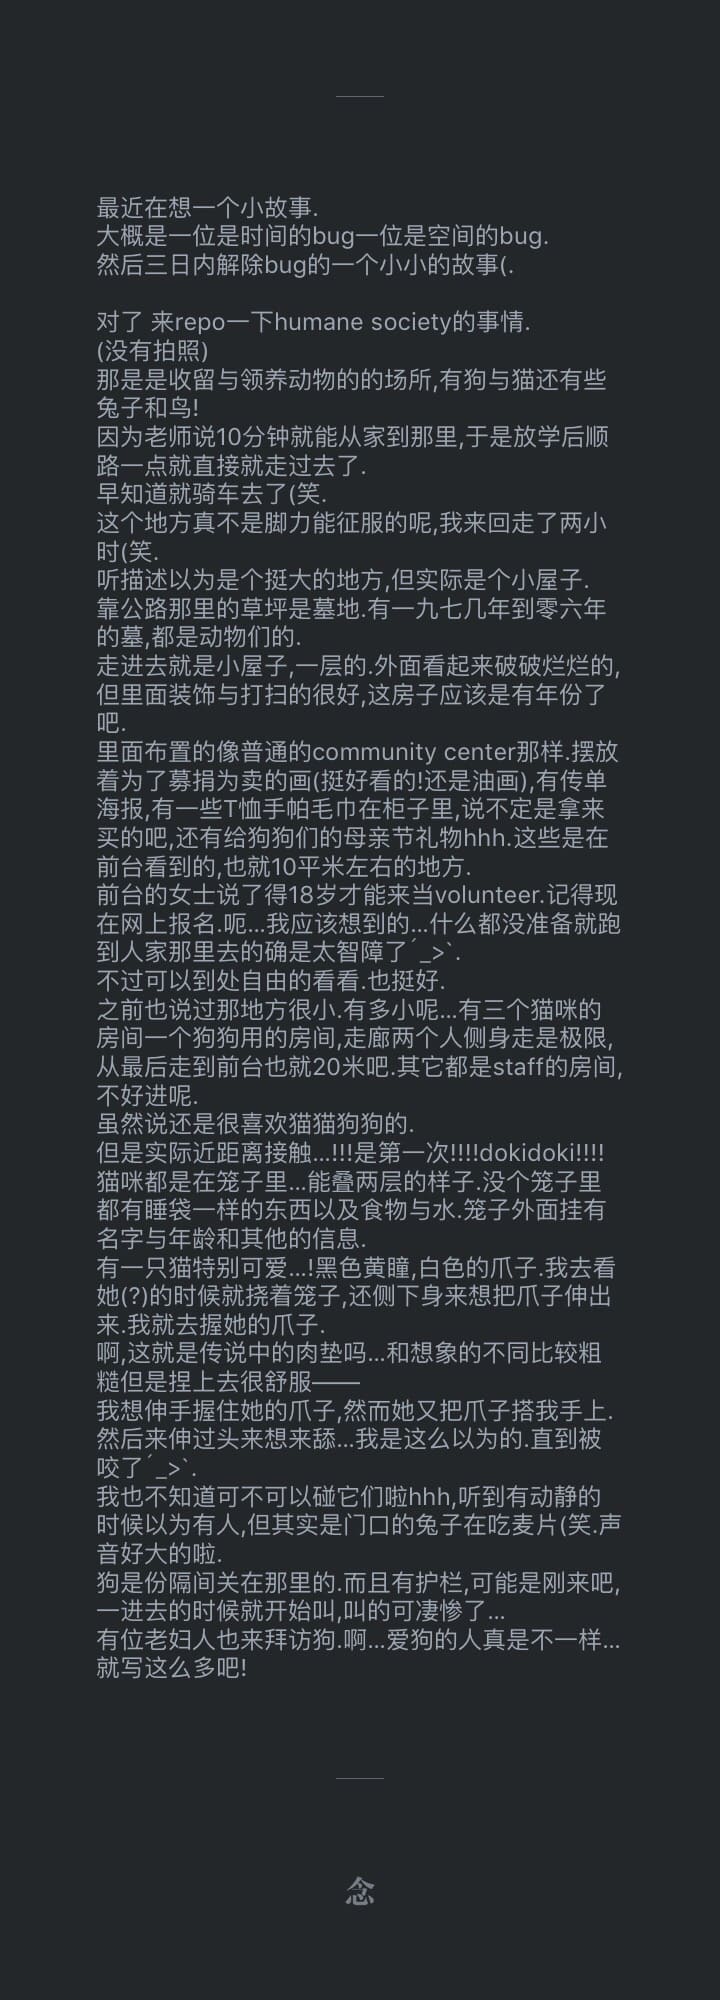 最近在想一个小故事.
大概是一位是时间的bug一位是空间的bug.
然后三日内解除bug的一个小小的故事(.
对了 来repo一下humane society的事情.
(没有拍照)
那是是收留与领养动物的的场所,有狗与猫还有些
兔子和鸟!
因为老师说10分钟就能从家到那里,于是放学后顺
路一点就直接就走过去了.
早知道就骑车去了(笑.
这个地方真不是脚力能征服的呢,我来回走了两小
时(笑.
听描述以为是个挺大的地方,但实际是个小屋子.
靠公路那里的草坪是墓地.有一九七几年到零六年
的墓,都是动物们的.
走进去就是小屋子,一层的.外面看起来破破烂烂的,
但里面装饰与打扫的很好,这房子应该是有年份了
吧.
里面布置的像普通的community center那样.摆放
着为了募捐为卖的画(挺好看的!还是油画),有传单
海报,有一些T恤手帕毛巾在柜子里,说不定是拿来
买的吧,还有给狗狗们的母亲节礼物hhh.这些是在
前台看到的,也就10平米左右的地方.
前台的女士说了得18岁才能来当volunteer.记得现
在网上报名.呃...我应该想到的...什么都没准备就跑
到人家那里去的确是太智障了´_>`.
不过可以到处自由的看看.也挺好.
之前也说过那地方很小.有多小呢...有三个猫咪的
房间一个狗狗用的房间,走廊两个人侧身走是极限,
从最后走到前台也就20米吧.其它都是staff的房间,
不好进呢.
虽然说还是很喜欢猫猫狗狗的.
但是实际近距离接触...!!!是第一次!!!!dokidoki!!!!
猫咪都是在笼子里...能叠两层的样子.没个笼子里
都有睡袋一样的东西以及食物与水.笼子外面挂有
名字与年龄和其他的信息.
有一只猫特别可爱...!黑色黄瞳,白色的爪子.我去看
她(?)的时候就挠着笼子,还侧下身来想把爪子伸出
来.我就去握她的爪子.
啊,这就是传说中的肉垫吗...和想象的不同比较粗
糙但是捏上去很舒服——
我想伸手握住她的爪子,然而她又把爪子搭我手上.
然后来伸过头来想来舔...我是这么以为的.直到被
咬了´_>`.
我也不知道可不可以碰它们啦hhh,听到有动静的
时候以为有人,但其实是门口的兔子在吃麦片(笑.声
音好大的啦.
狗是份隔间关在那里的.而且有护栏,可能是刚来吧,
一进去的时候就开始叫,叫的可凄惨了...
有位老妇人也来拜访狗.啊...爱狗的人真是不一样...
就写这么多吧!
念